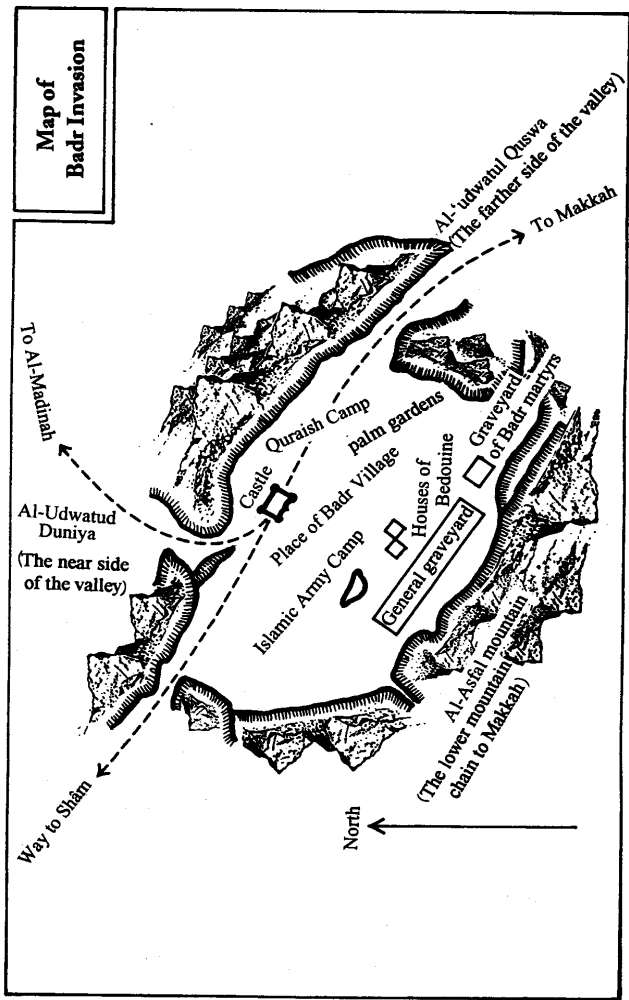 Map of
Badr Invasion
To Al-Madinah
Al-Udwatud
Duniya
(The near side
of the valley)
Way to Shâm
Al-'udwatul Quswa
(The farther side of the valley)
To Makkah
Castle
Quraish Camp
palm gardens
Place of Badr Village
Islamic Army Camp
Houses of
Bedouine
Graveyard
of Badr martyrs
General graveyard
Al-Asfal mountain
(The lower mountain
chain to Makkah)
North